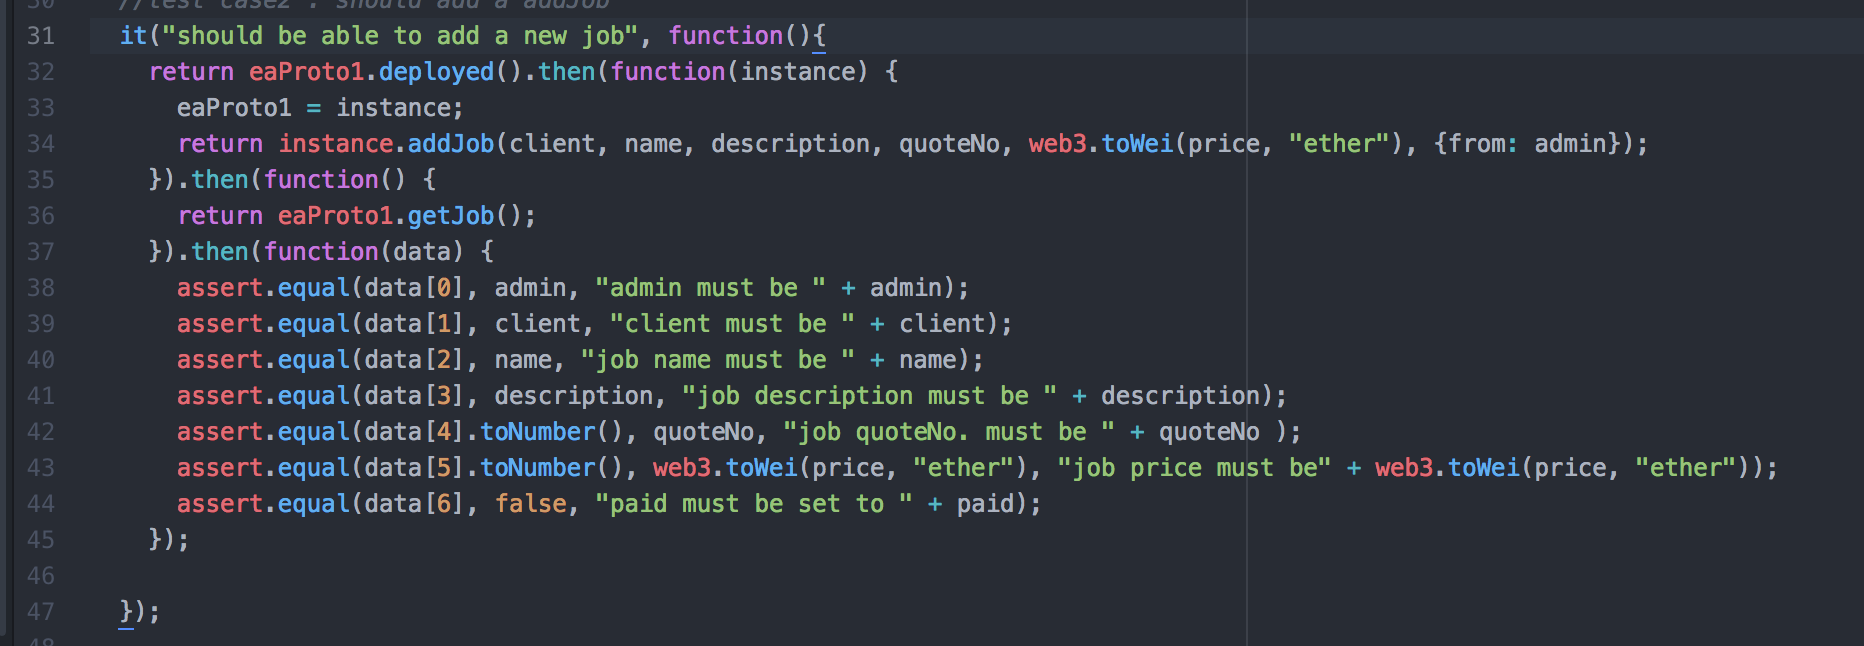 30 //test case2 : should add a addJob
31 it("should be able to add a new job", function(){
32 return eaProto1.deployed().then(function(instance) {
33 eaProto1 = instance;
34 return instance.addJob(client, name, description, quoteNo, web3.toWei(price, "ether"), {from: admin});
35 }).then(function() {
36 return eaProto1.getJob();
37 }).then(function(data) {
38 assert.equal(data[0], admin, "admin must be " + admin);
39 assert.equal(data[1], client, "client must be " + client);
40 assert.equal(data[2], name, "job name must be " + name);
41 assert.equal(data[3], description, "job description must be " + description);
42 assert.equal(data[4].toNumber(), quoteNo, "job quoteNo. must be " + quoteNo );
43 assert.equal(data[5].toNumber(), web3.toWei(price, "ether"), "job price must be" + web3.toWei(price, "ether"));
44 assert.equal(data[6], false, "paid must be set to " + paid);
45 });
46
47 });
48